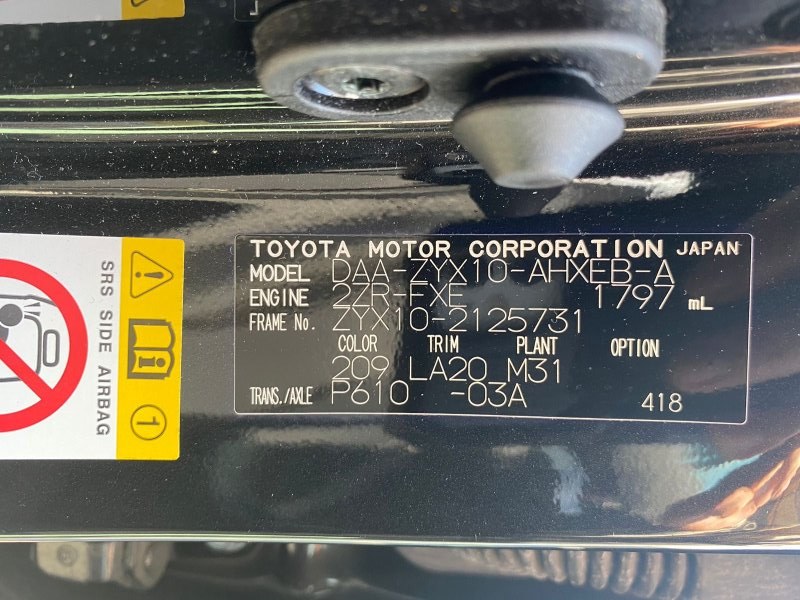 TOYOTA MOTOR CORPORATION JAPAN
MODEL DAA-ZYX10-AHXEB-A
ENGINE 2ZR-FXE 1797 mL
FRAME No. ZYX10-2125731
COLOR TRIM PLANT OPTION
209 LA20 M31
TRANS./AXLE P610 -03A 418
SRS SIDE AIRBAG
1